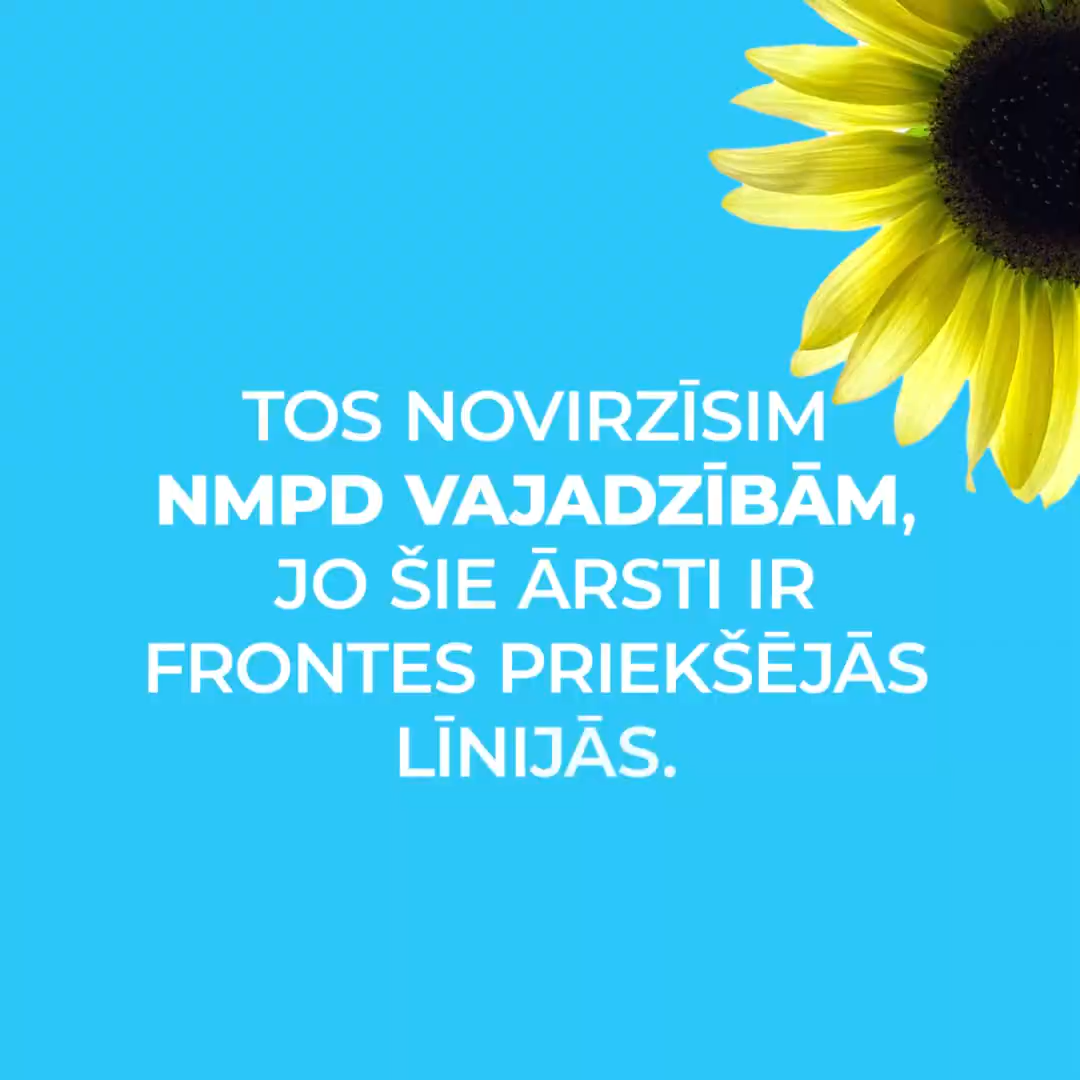 TOS NOVIRZĪSIM
NMPD VAJADZĪBĀM,
JO ŠIE ĀRSTI IR
FRONTES PRIEKŠĒJĀS
LĪNIJĀS.